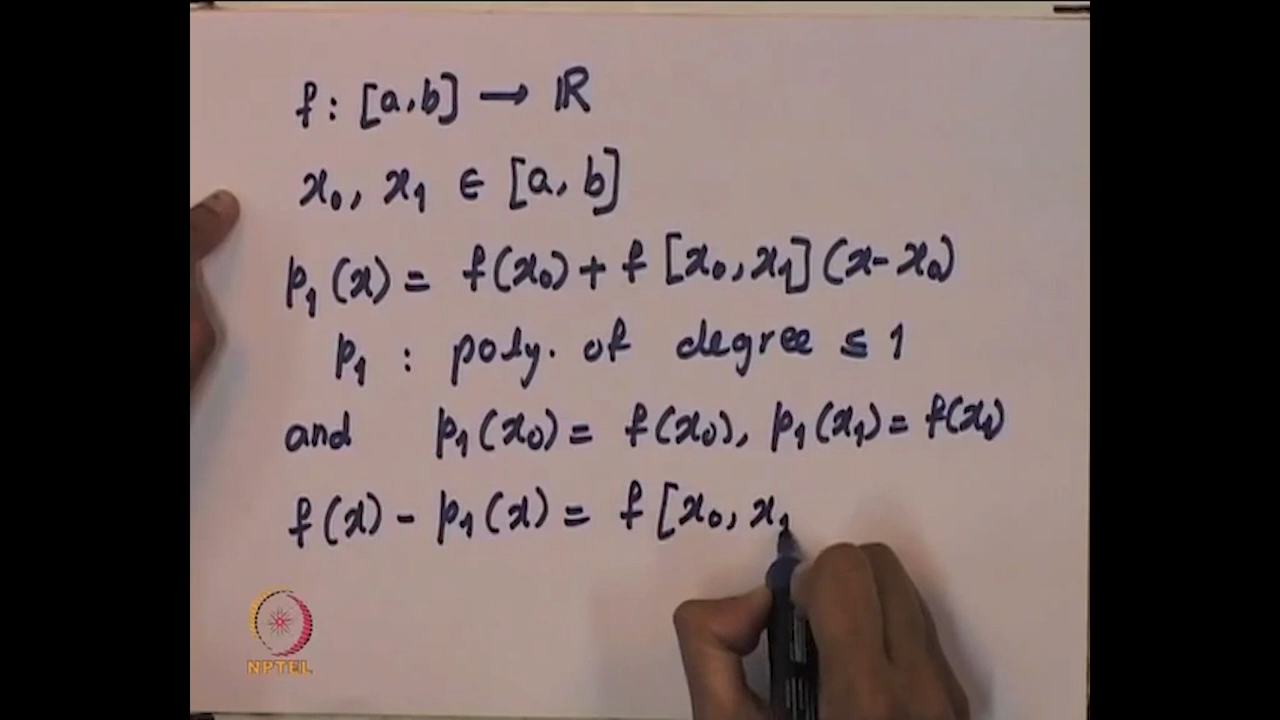 f : [a,b] → ℝ
x₀, x₁ ∈ [a, b]
p₁(x) = f(x₀) + f [x₀, x₁] (x - x₀)
p₁ : poly. of degree ≤ 1
and p₁(x₀) = f(x₀), p₁(x₁) = f(x₁)
f(x) - p₁(x) = f [x₀, x₁
NPTEL